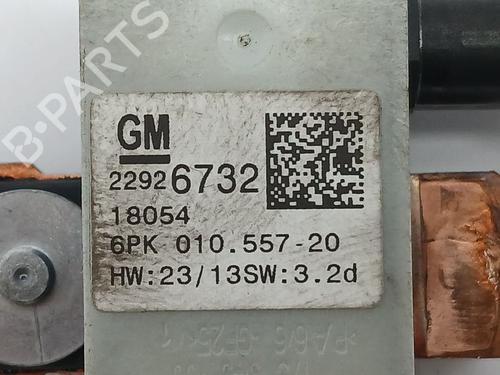 B-PARTS
GM
22926732
18054
6PK 010.557-20
HW:23/13SW:3.2d